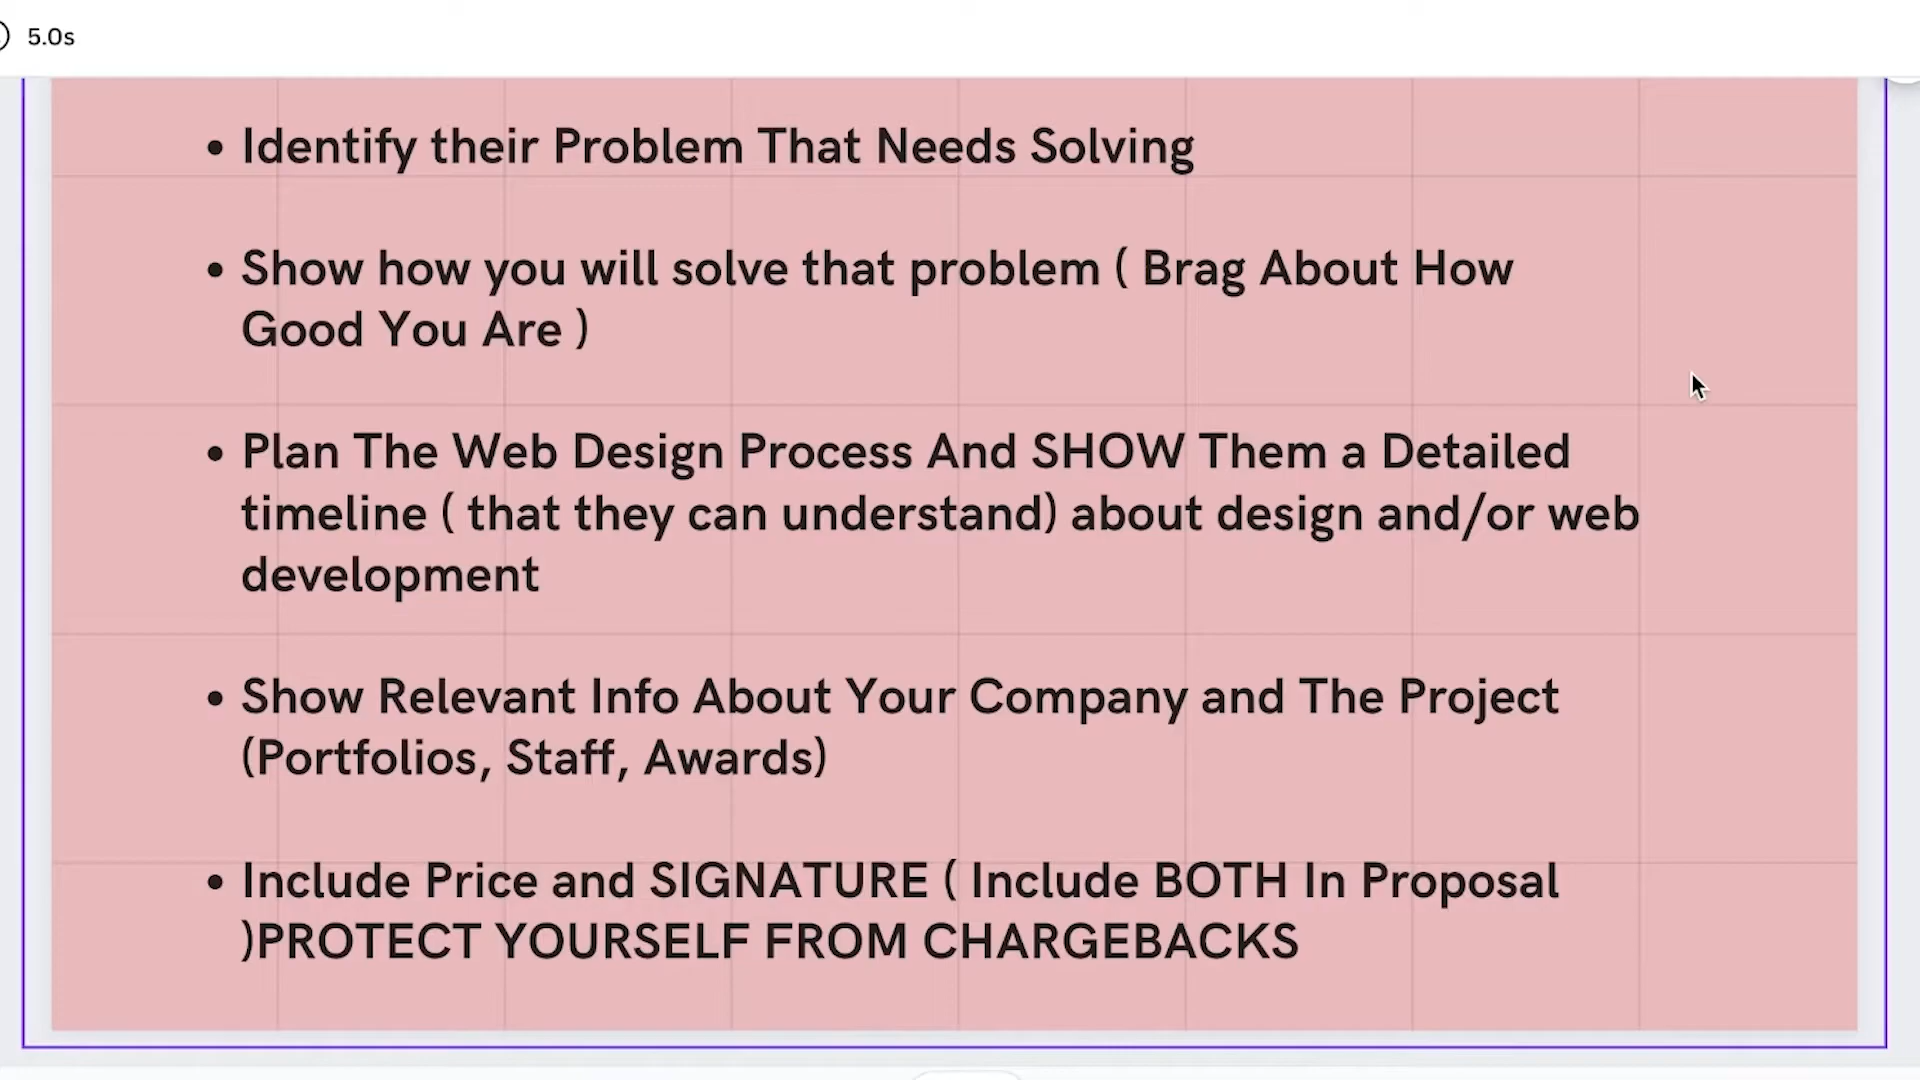 5.0s
• Identify their Problem That Needs Solving
• Show how you will solve that problem ( Brag About How
Good You Are )
• Plan The Web Design Process And SHOW Them a Detailed
timeline ( that they can understand) about design and/or web
development
• Show Relevant Info About Your Company and The Project
(Portfolios, Staff, Awards)
• Include Price and SIGNATURE ( Include BOTH In Proposal
)PROTECT YOURSELF FROM CHARGEBACKS